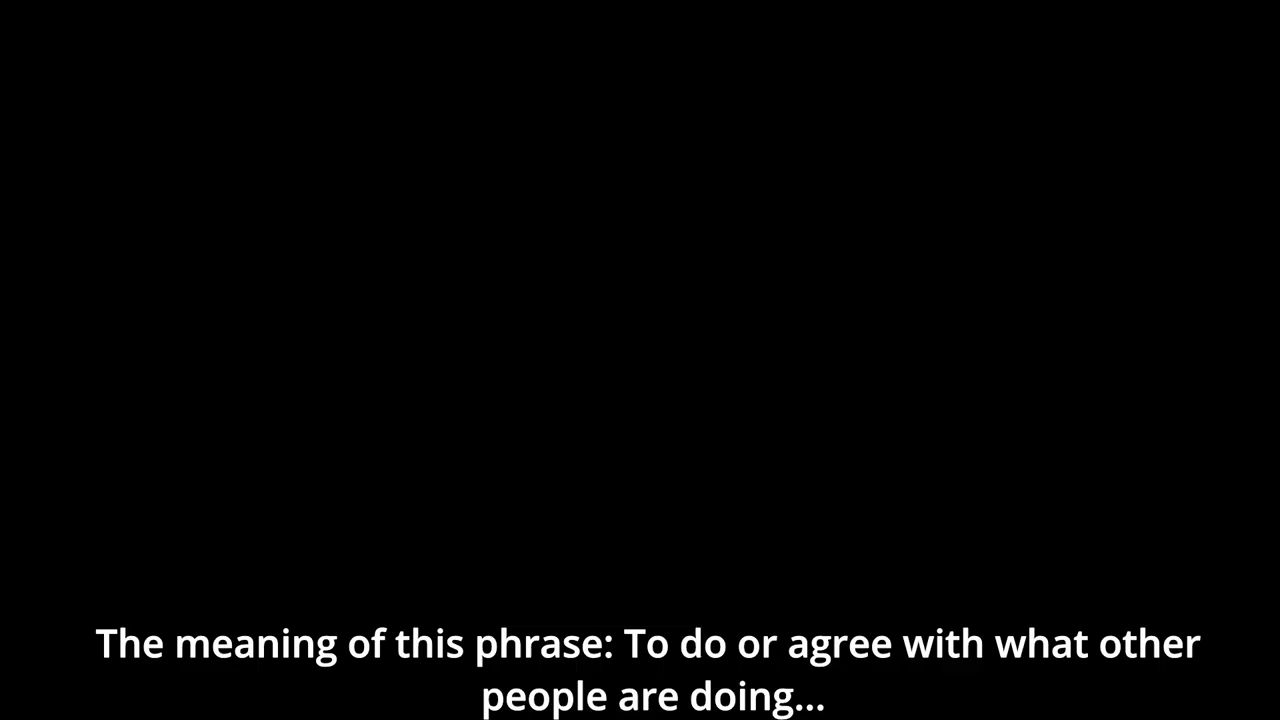 The meaning of this phrase: To do or agree with what other
people are doing...